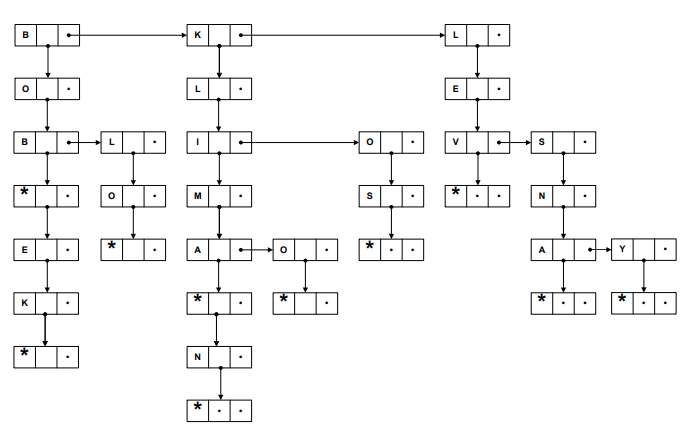 B K L
O L E
B L I O V S
* O M S * N
E * A O * A Y
K * * * *
* N
*